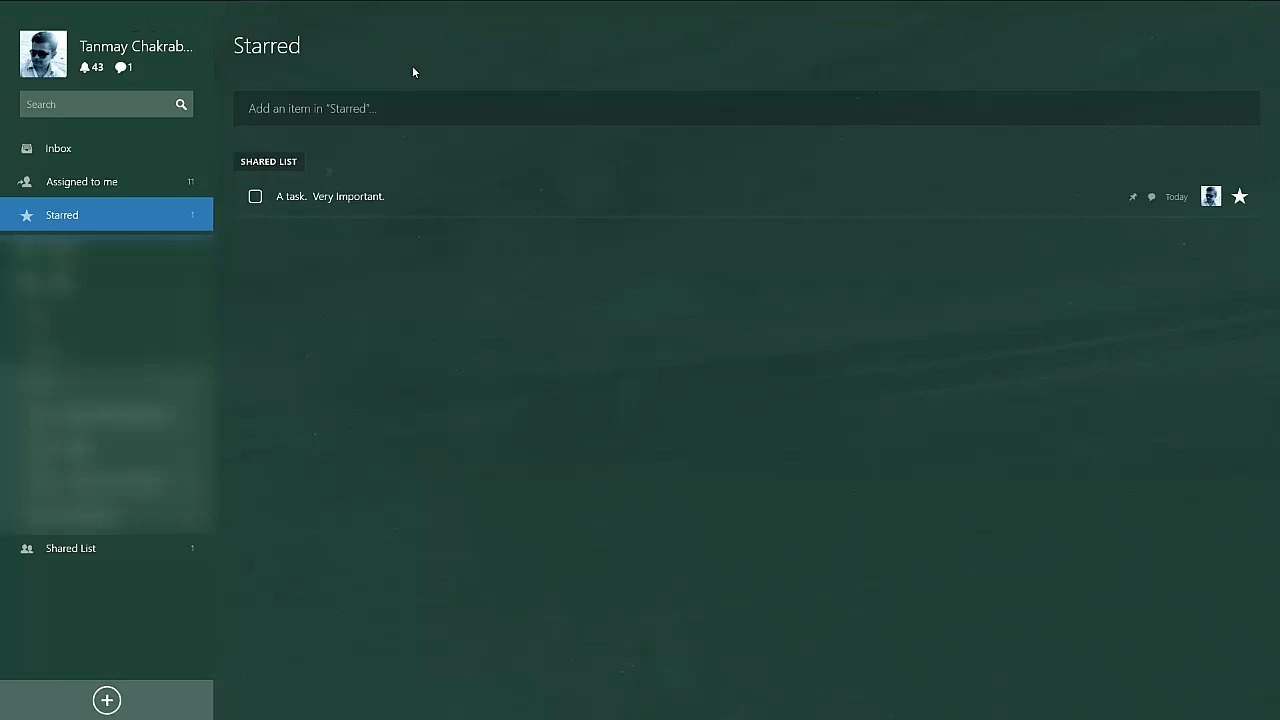 Tanmay Chakrab...
43 1
Search
Inbox
Assigned to me 11
Starred 1
Shared List 1
Starred
Add an item in "Starred"...
SHARED LIST
A task. Very Important. Today